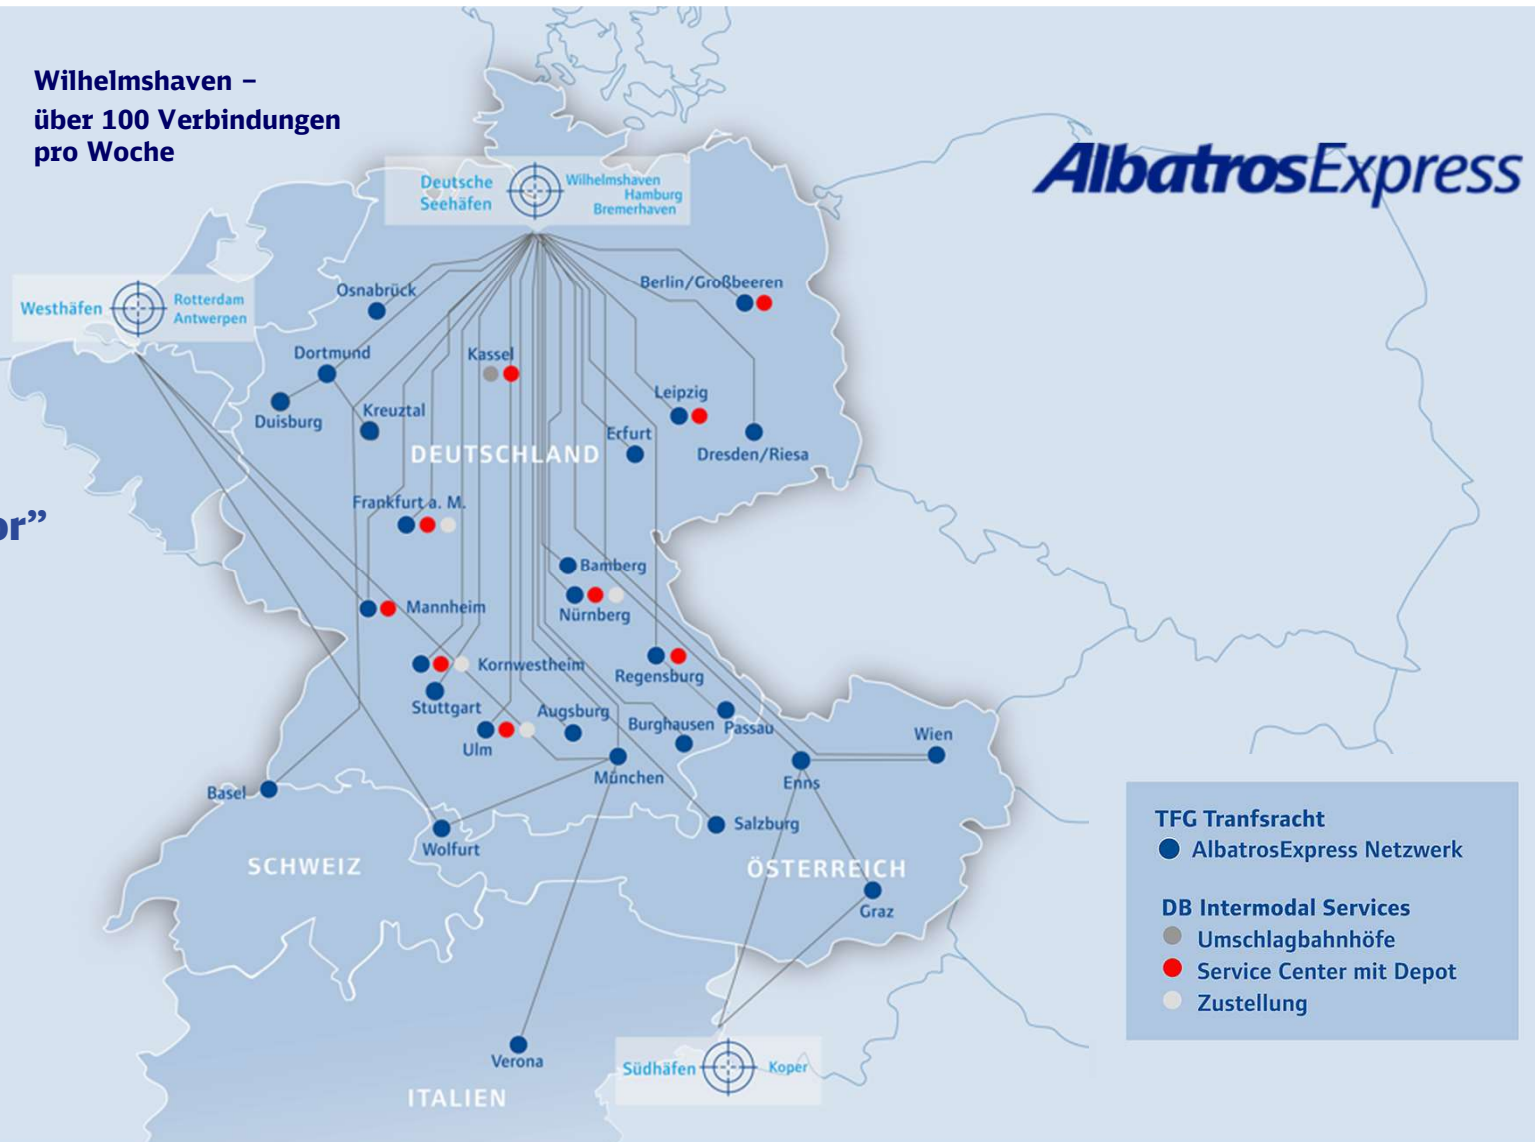 Wilhelmshaven –
über 100 Verbindungen
pro Woche
AlbatrosExpress
Deutsche
Seehäfen
Wilhelmshaven
Hamburg
Bremerhaven
Westhäfen
Rotterdam
Antwerpen
Osnabrück
Berlin/Großbeeren
Dortmund
Kassel
Leipzig
Duisburg
Kreuztal
Erfurt
Dresden/Riesa
DEUTSCHLAND
Frankfurt a. M.
or”
Bamberg
Mannheim
Nürnberg
Kornwestheim
Regensburg
Stuttgart
Augsburg
Burghausen
Passau
Wien
Ulm
München
Enns
Basel
Salzburg
Wolfurt
SCHWEIZ
ÖSTERREICH
Graz
Verona
Südhäfen
Koper
ITALIEN
TFG Tranfsracht
AlbatrosExpress Netzwerk
DB Intermodal Services
Umschlagbahnhöfe
Service Center mit Depot
Zustellung